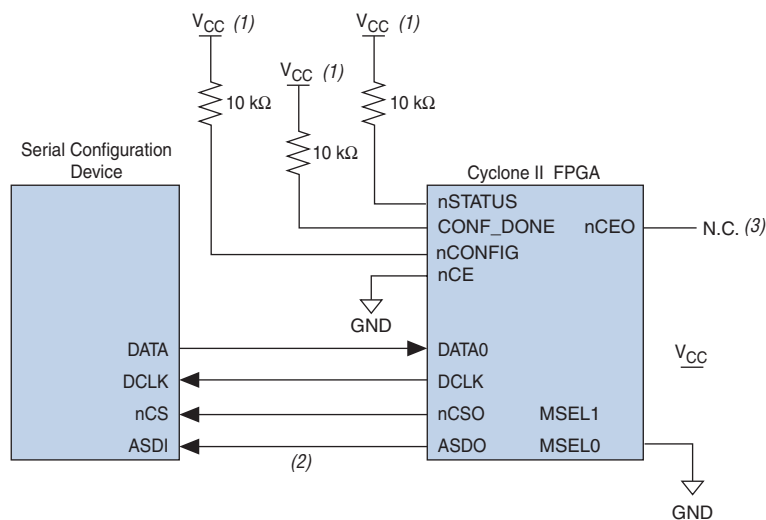 VCC (1)
VCC (1)
VCC (1)
10 kΩ
10 kΩ
10 kΩ
Serial Configuration
Device
Cyclone II FPGA
nSTATUS
CONF_DONE
nCEO
N.C. (3)
nCONFIG
nCE
GND
DATA
DATA0
VCC
DCLK
DCLK
nCS
nCSO
MSEL1
ASDI
(2)
ASDO
MSEL0
GND